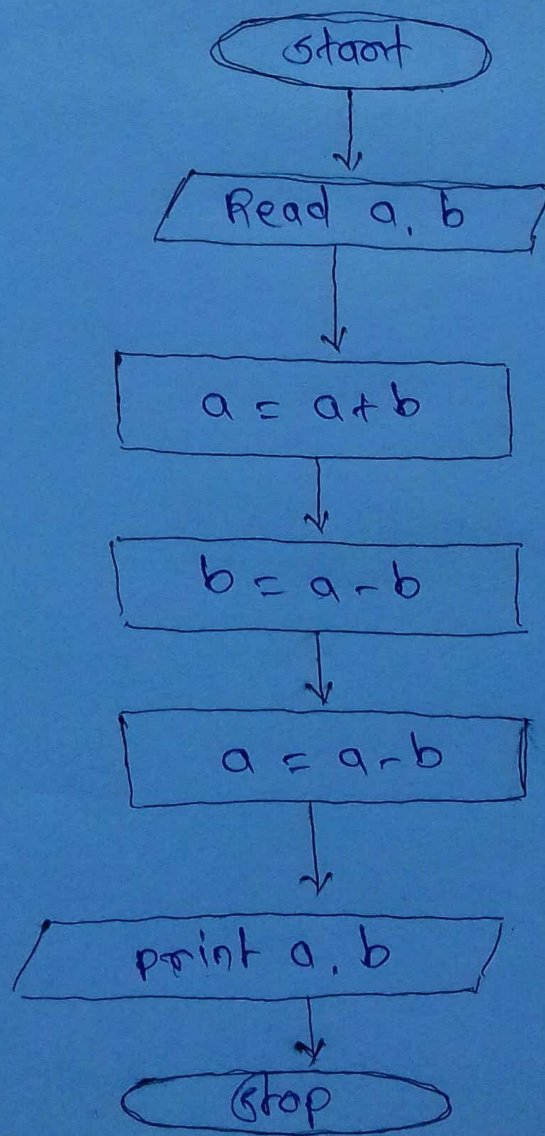 Start
Read a, b
a = a + b
b = a - b
a = a - b
print a, b
Stop